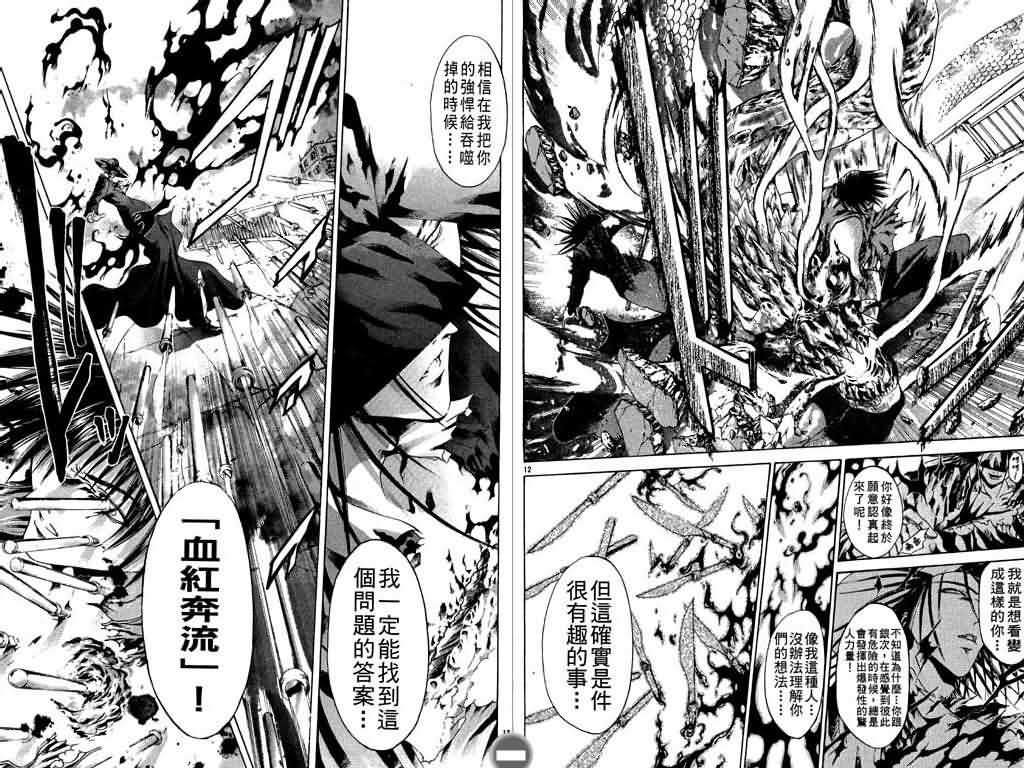 12
你好像終於
願意認真起
來了呢！
我就是想看變
成這樣的你…
不知道為什麼…你跟
銀次，在感覺到彼此
有危險的時候，總是
會發揮出爆發性的驚
人力量！
像我這種人…
沒辦法理解你
們的想法……
但這確實是件
很有趣的事…
相信在我把你
的強悍給吞噬
掉的時候……
我一定能找到這
個問題的答案…
「血紅奔流」！